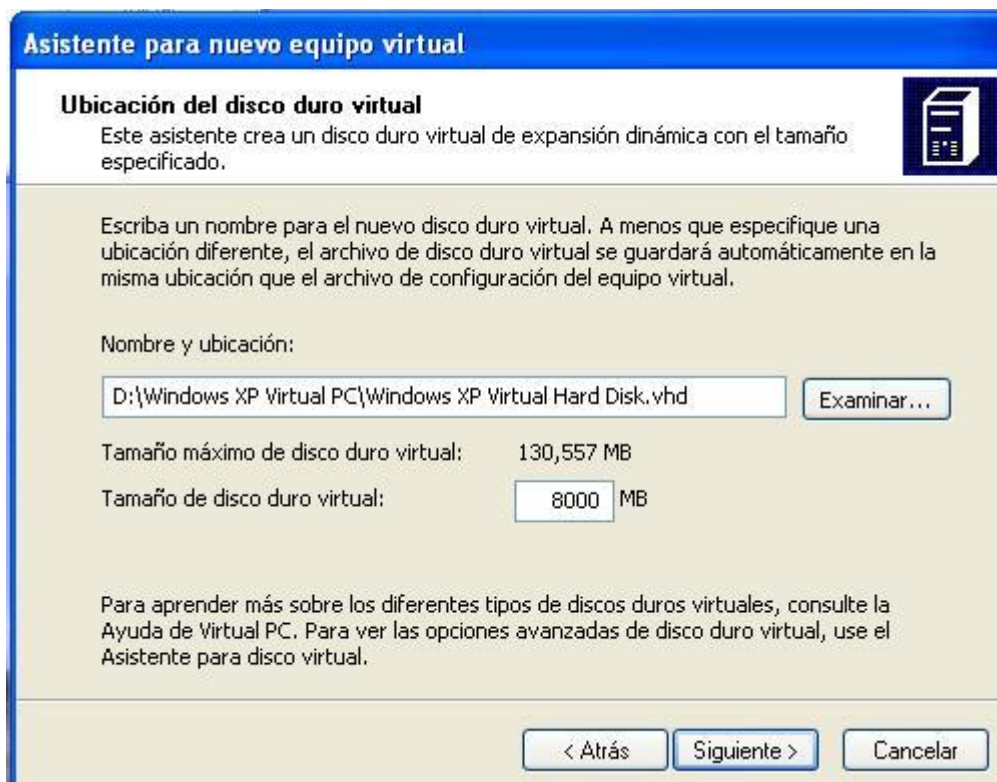 Asistente para nuevo equipo virtual
Ubicación del disco duro virtual
Este asistente crea un disco duro virtual de expansión dinámica con el tamaño
especificado.
Escriba un nombre para el nuevo disco duro virtual. A menos que especifique una
ubicación diferente, el archivo de disco duro virtual se guardará automáticamente en la
misma ubicación que el archivo de configuración del equipo virtual.
Nombre y ubicación:
D:\Windows XP Virtual PC\Windows XP Virtual Hard Disk.vhd Examinar...
Tamaño máximo de disco duro virtual: 130,557 MB
Tamaño de disco duro virtual: 8000 MB
Para aprender más sobre los diferentes tipos de discos duros virtuales, consulte la
Ayuda de Virtual PC. Para ver las opciones avanzadas de disco duro virtual, use el
Asistente para disco virtual.
< Atrás Siguiente > Cancelar